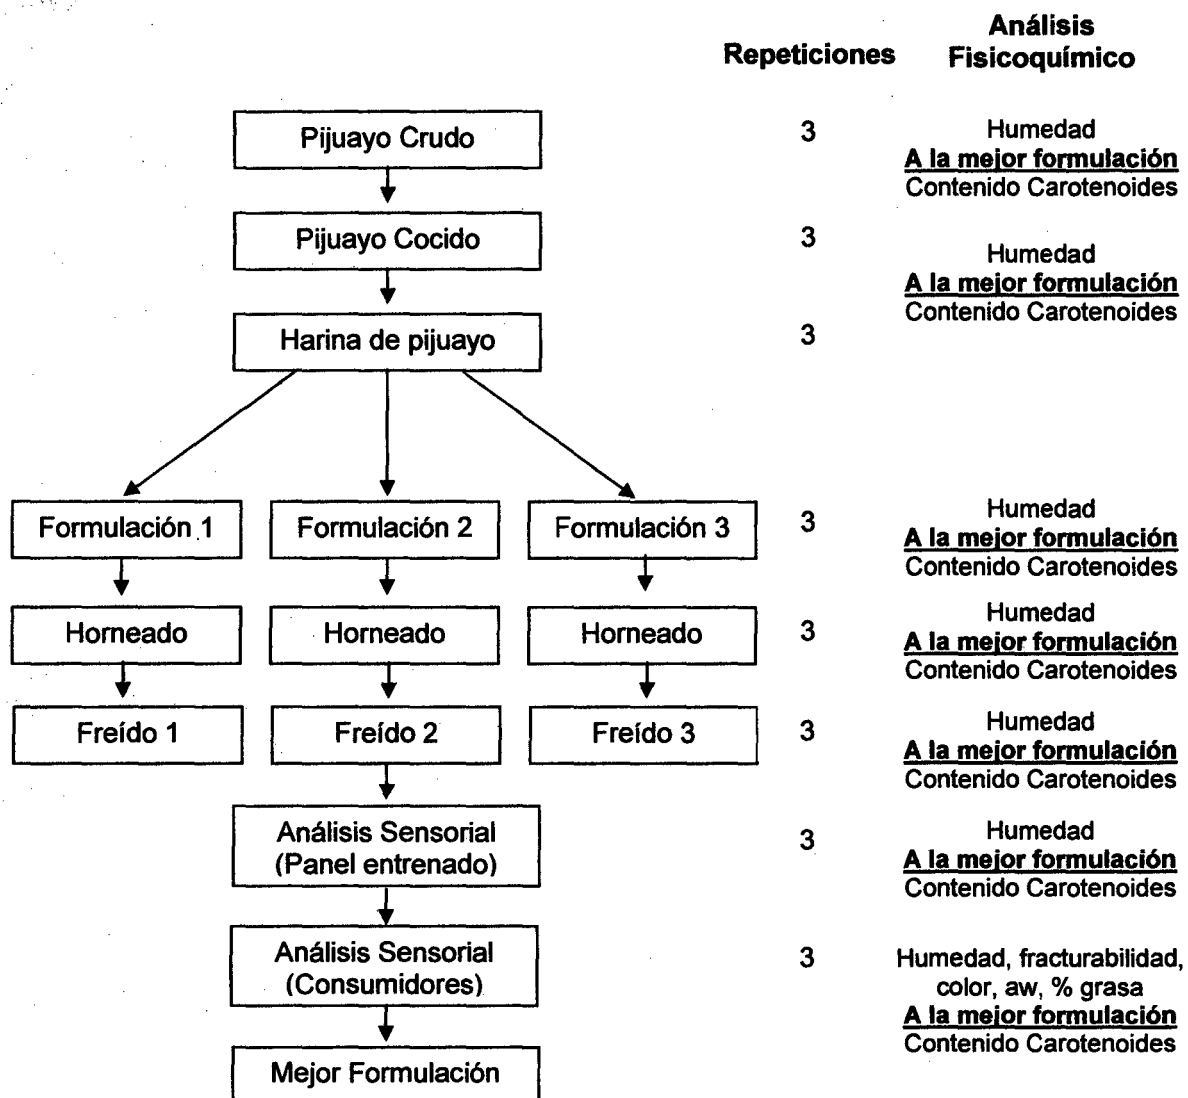 Análisis
Repeticiones Fisicoquímico
Pijuayo Crudo
3
Humedad
A la mejor formulación
Contenido Carotenoides
Pijuayo Cocido
3
Humedad
A la mejor formulación
Contenido Carotenoides
Harina de pijuayo
3
Formulación 1
Formulación 2
Formulación 3
3
Humedad
A la mejor formulación
Contenido Carotenoides
Horneado
Horneado
Horneado
3
Humedad
A la mejor formulación
Contenido Carotenoides
Freído 1
Freído 2
Freído 3
3
Humedad
A la mejor formulación
Contenido Carotenoides
Análisis Sensorial
(Panel entrenado)
3
Humedad
A la mejor formulación
Contenido Carotenoides
Análisis Sensorial
(Consumidores)
3
Humedad, fracturabilidad,
color, aw, % grasa
A la mejor formulación
Contenido Carotenoides
Mejor Formulación